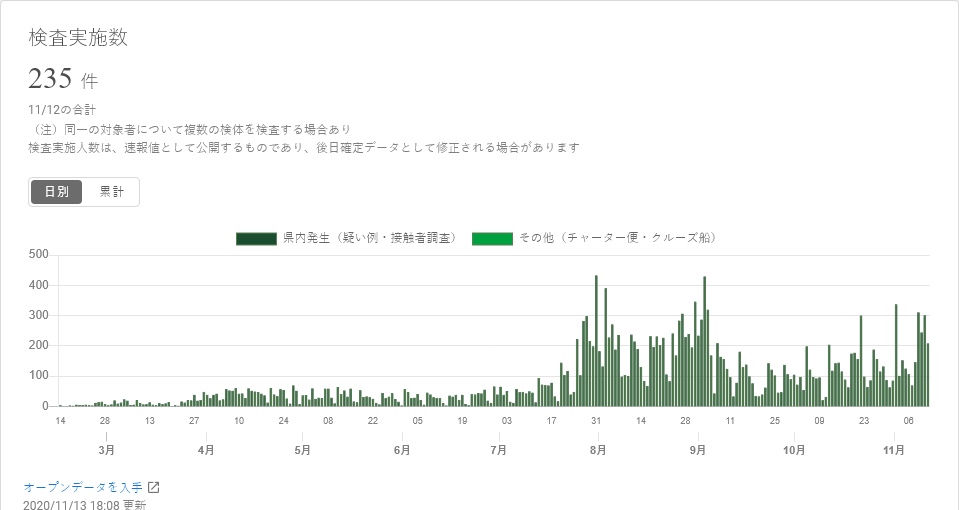 検査実施数
235 件
11/12の合計
（注）同一の対象者について複数の検体を検査する場合あり
検査実施人数は、速報値として公開するものであり、後日確定データとして修正される場合があります
日別 累計
県内発生（疑い例・接触者調査） その他（チャーター便・クルーズ船）
500
400
300
200
100
0
14 28 13 27 10 24 08 22 05 19 03 17 31 14 28 11 25 09 23 06
3月 4月 5月 6月 7月 8月 9月 10月 11月
オープンデータを入手
2020/11/13 18:08 更新